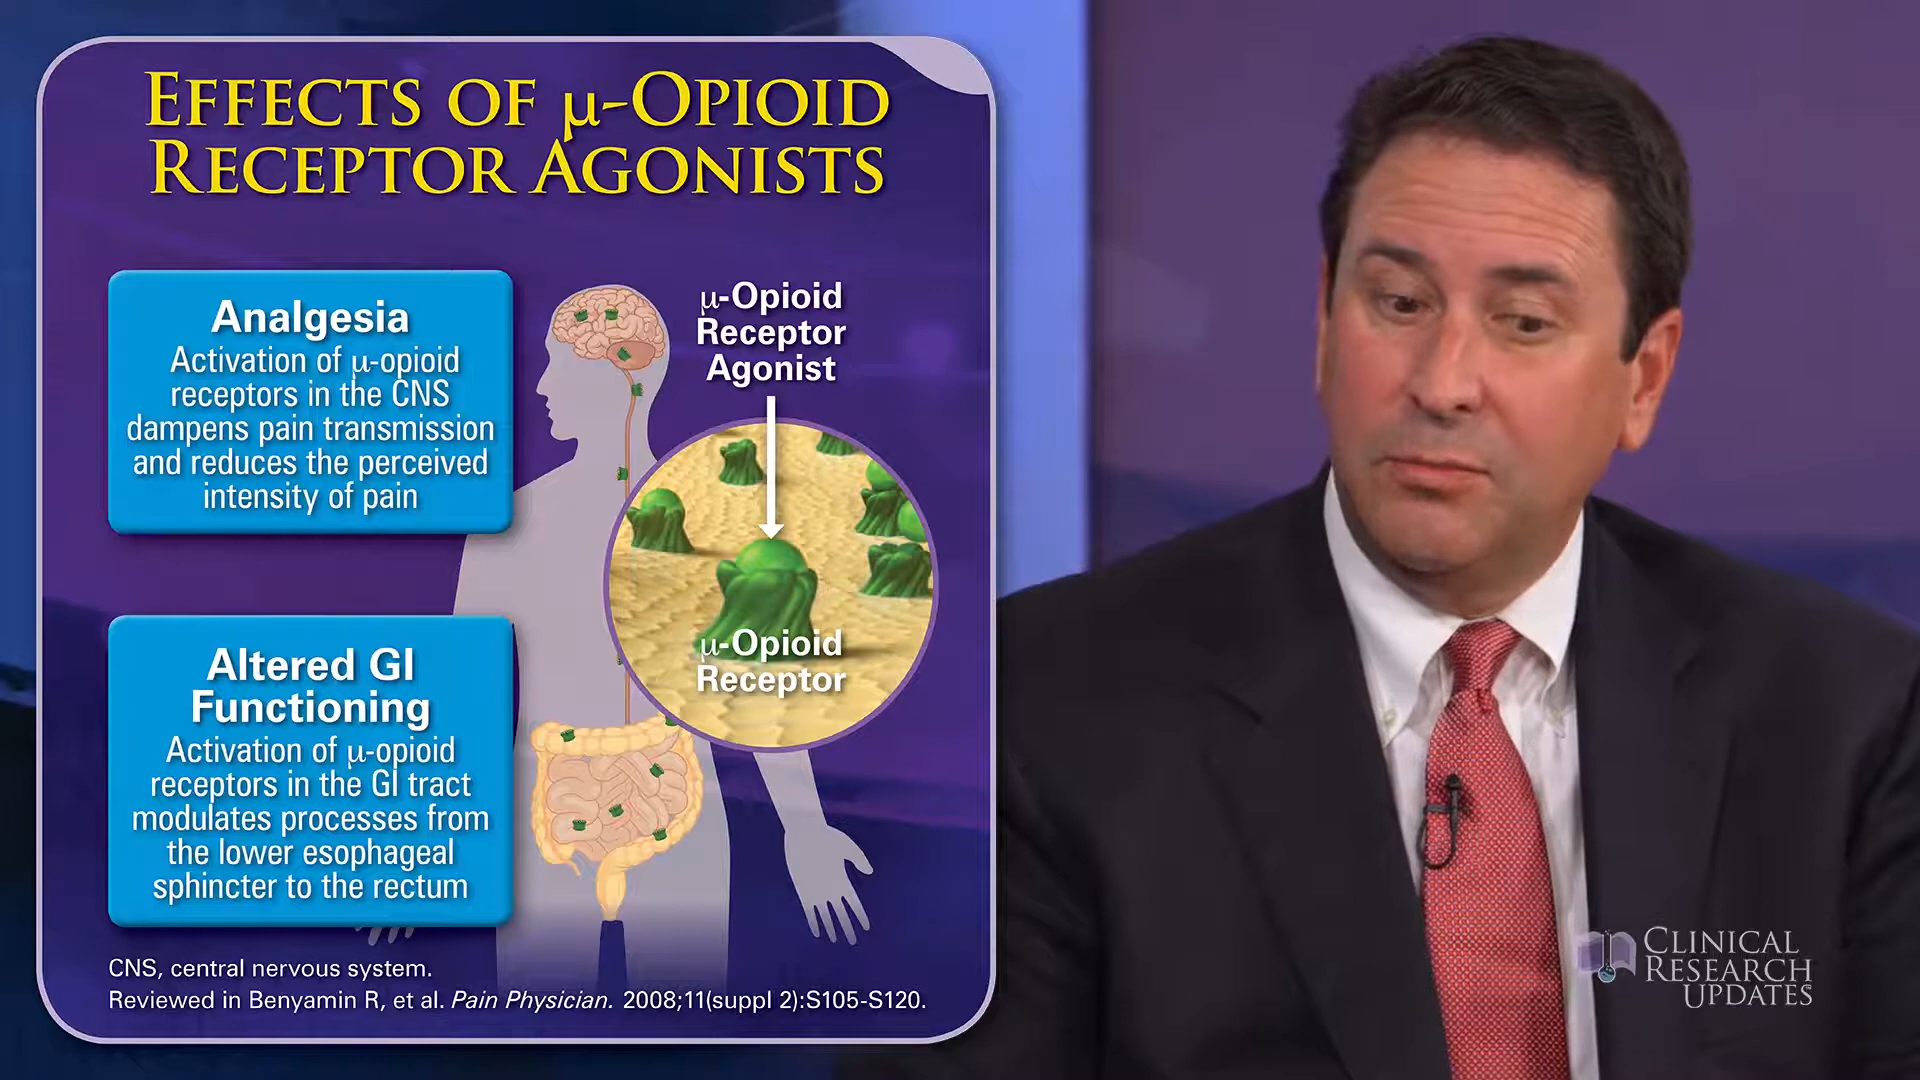 EFFECTS OF μ-OPIOID
RECEPTOR AGONISTS
Analgesia
Activation of μ-opioid
receptors in the CNS
dampens pain transmission
and reduces the perceived
intensity of pain
μ-Opioid
Receptor
Agonist
μ-Opioid
Receptor
Altered GI
Functioning
Activation of μ-opioid
receptors in the GI tract
modulates processes from
the lower esophageal
sphincter to the rectum
CNS, central nervous system.
Reviewed in Benyamin R, et al. Pain Physician. 2008;11(suppl 2):S105-S120.
CLINICAL
RESEARCH
UPDATES